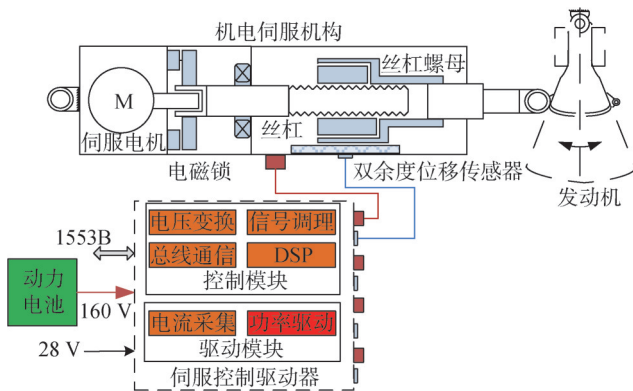 机电伺服机构
丝杠螺母
M
伺服电机
丝杠
电磁锁
双余度位移传感器
发动机
电压变换
信号调理
1553B
总线通信
DSP
控制模块
动力
电池
160 V
电流采集
功率驱动
28 V
驱动模块
伺服控制驱动器